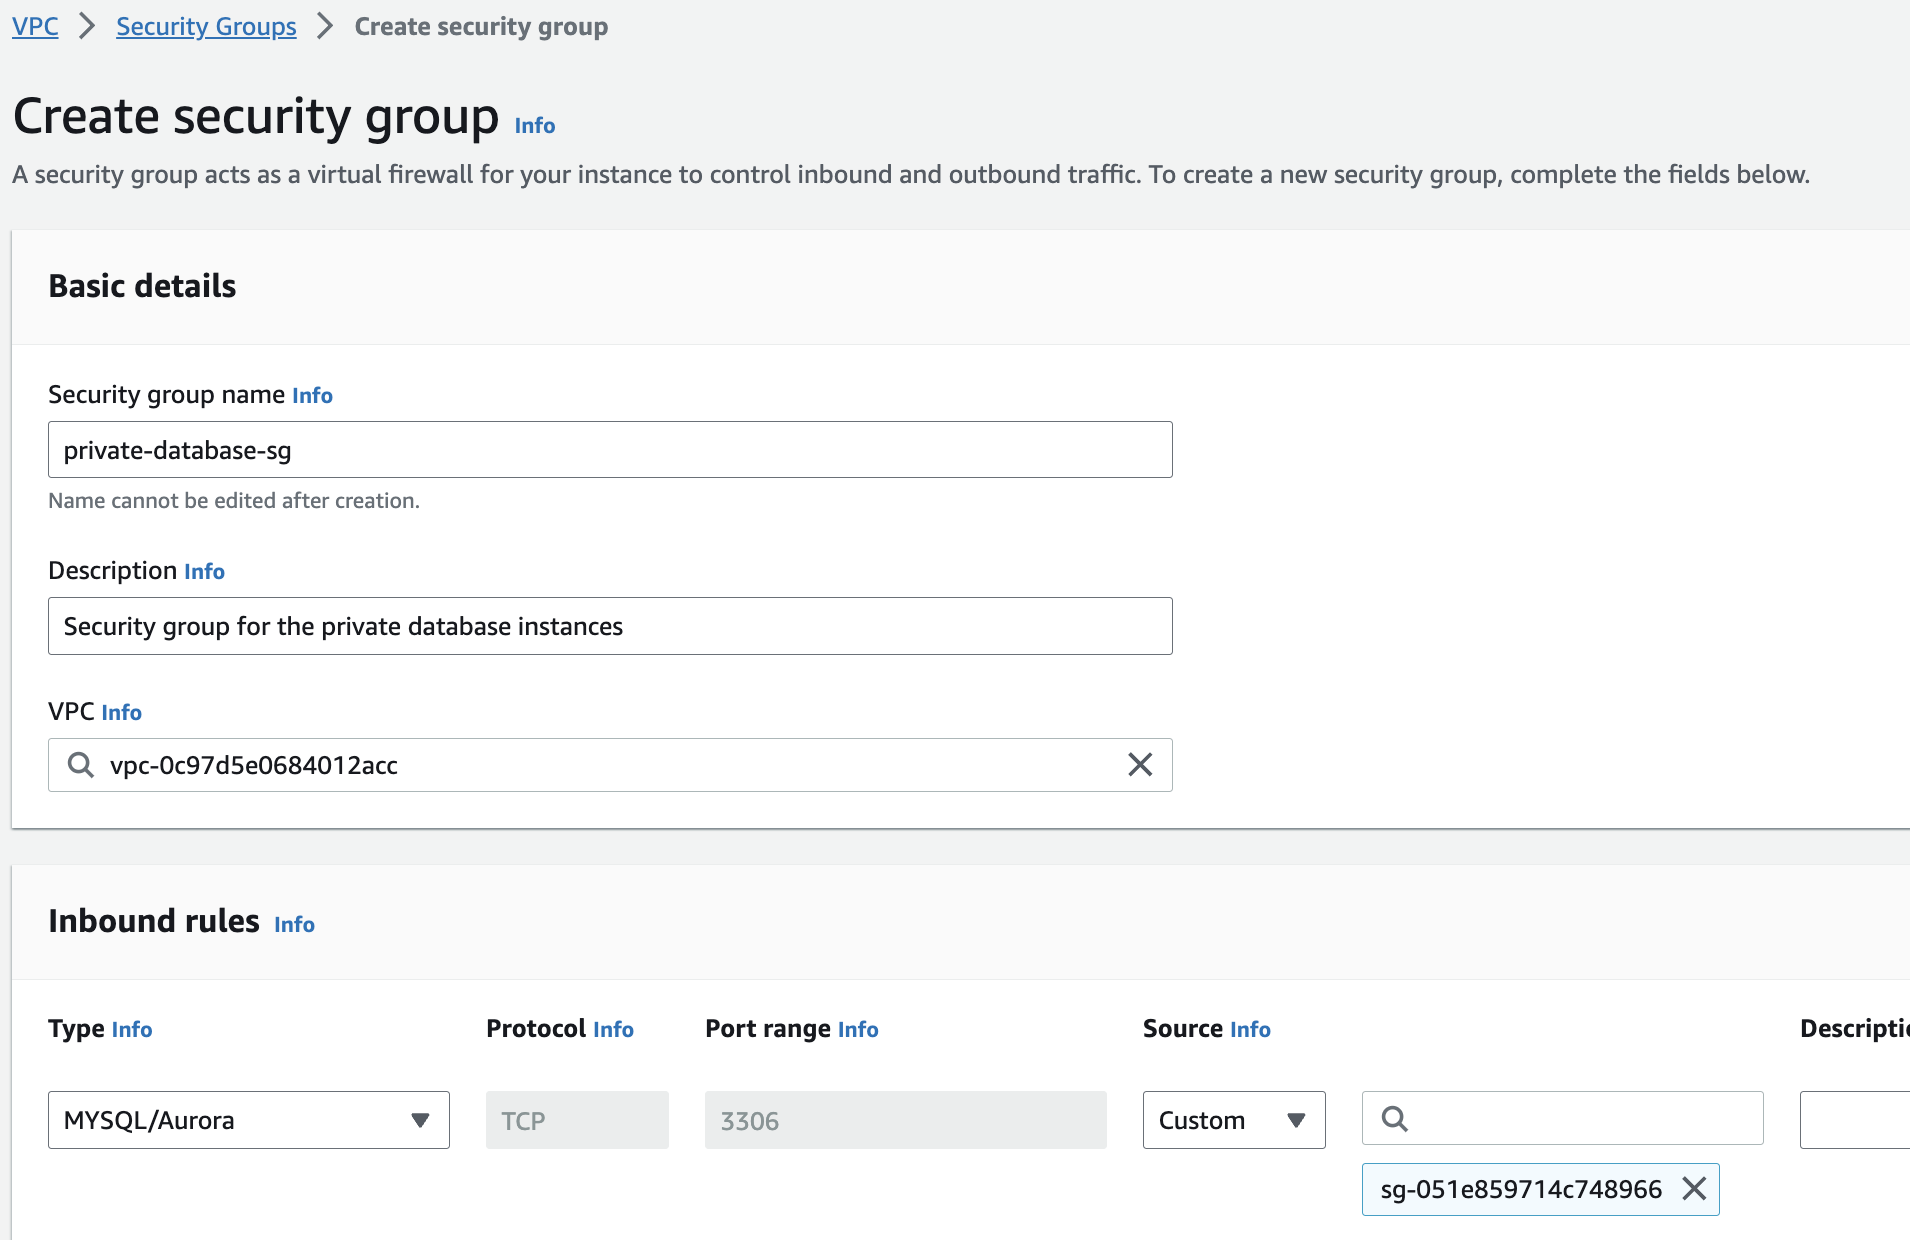 VPC > Security Groups > Create security group
Create security group Info
A security group acts as a virtual firewall for your instance to control inbound and outbound traffic. To create a new security group, complete the fields below.
Basic details
Security group name Info
private-database-sg
Name cannot be edited after creation.
Description Info
Security group for the private database instances
VPC Info
vpc-0c97d5e0684012acc
Inbound rules Info
Type Info Protocol Info Port range Info Source Info Descriptio
MYSQL/Aurora TCP 3306 Custom
sg-051e859714c748966